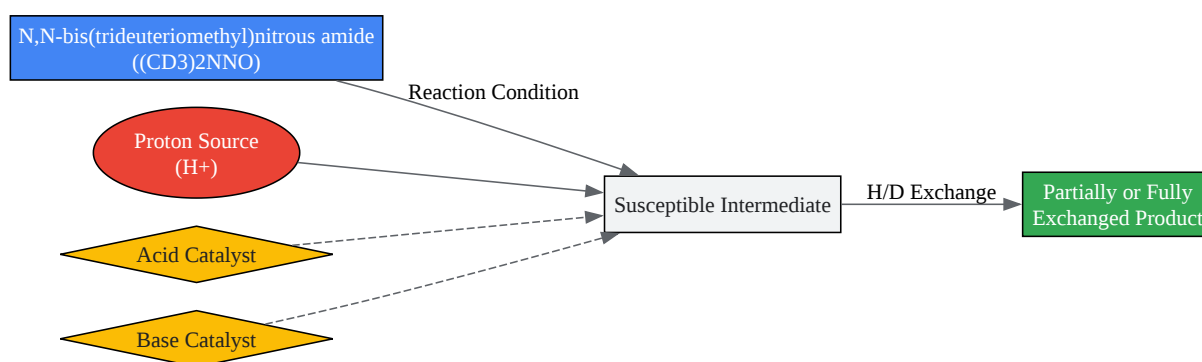 N,N-bis(trideuteriomethyl)nitrous amide
((CD3)2NNO)
Reaction Condition
Proton Source
(H+)
Susceptible Intermediate
H/D Exchange
Partially or Fully
Exchanged Product
Acid Catalyst
Base Catalyst